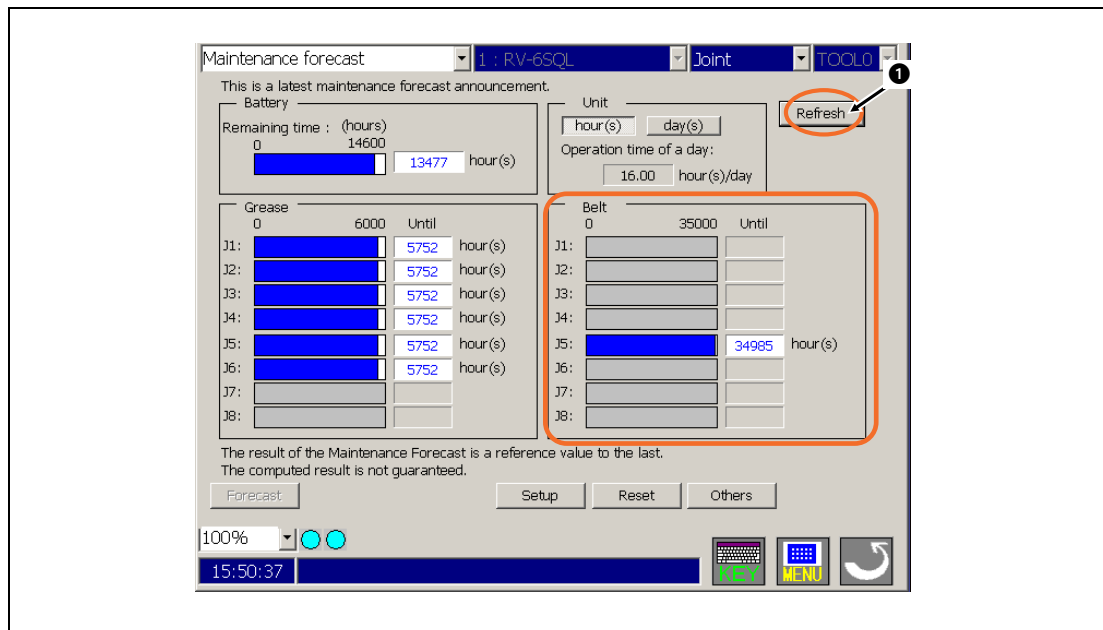 Maintenance forecast 1 : RV-6SQL Joint TOOL0
❶
This is a latest maintenance forecast announcement.
Battery
Remaining time : (hours)
0 14600
13477 hour(s)
Unit
hour(s) day(s)
Operation time of a day:
16.00 hour(s)/day
Refresh
Grease
0 6000 Until
J1: 5752 hour(s)
J2: 5752 hour(s)
J3: 5752 hour(s)
J4: 5752 hour(s)
J5: 5752 hour(s)
J6: 5752 hour(s)
J7:
J8:
Belt
0 35000 Until
J1:
J2:
J3:
J4:
J5: 34985 hour(s)
J6:
J7:
J8:
The result of the Maintenance Forecast is a reference value to the last.
The computed result is not guaranteed.
Forecast Setup Reset Others
100%
15:50:37
KEY MENU